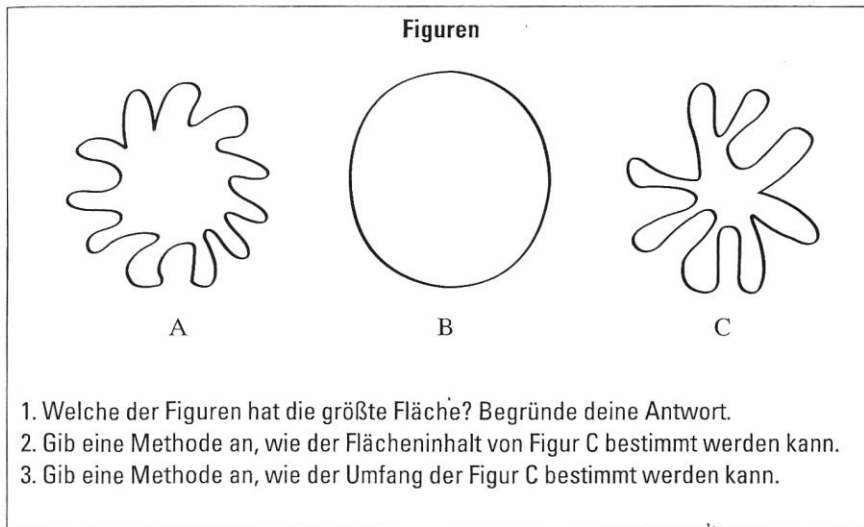 Figuren
A B C
1. Welche der Figuren hat die größte Fläche? Begründe deine Antwort.
2. Gib eine Methode an, wie der Flächeninhalt von Figur C bestimmt werden kann.
3. Gib eine Methode an, wie der Umfang der Figur C bestimmt werden kann.